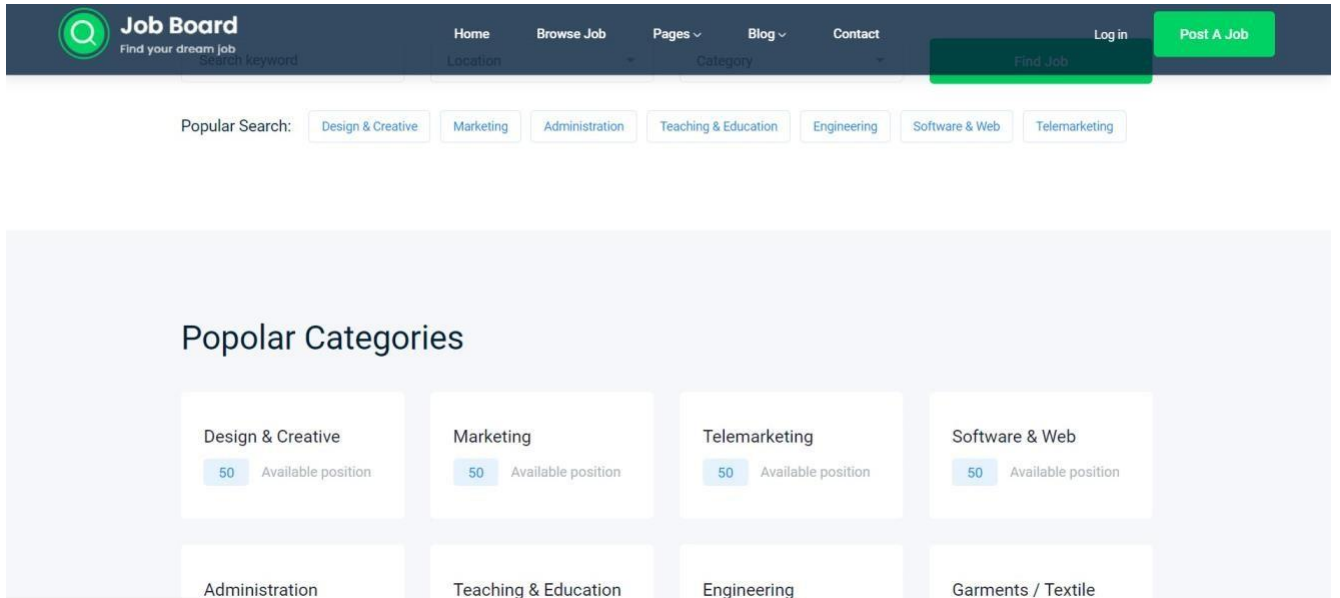 Job Board
Find your dream job
Home Browse Job Pages Blog Contact Log in Post A Job
Search keyword Location Category Find Job
Popular Search: Design & Creative Marketing Administration Teaching & Education Engineering Software & Web Telemarketing
Popolar Categories
Design & Creative Marketing Telemarketing Software & Web
50 Available position 50 Available position 50 Available position 50 Available position
Administration Teaching & Education Engineering Garments / Textile